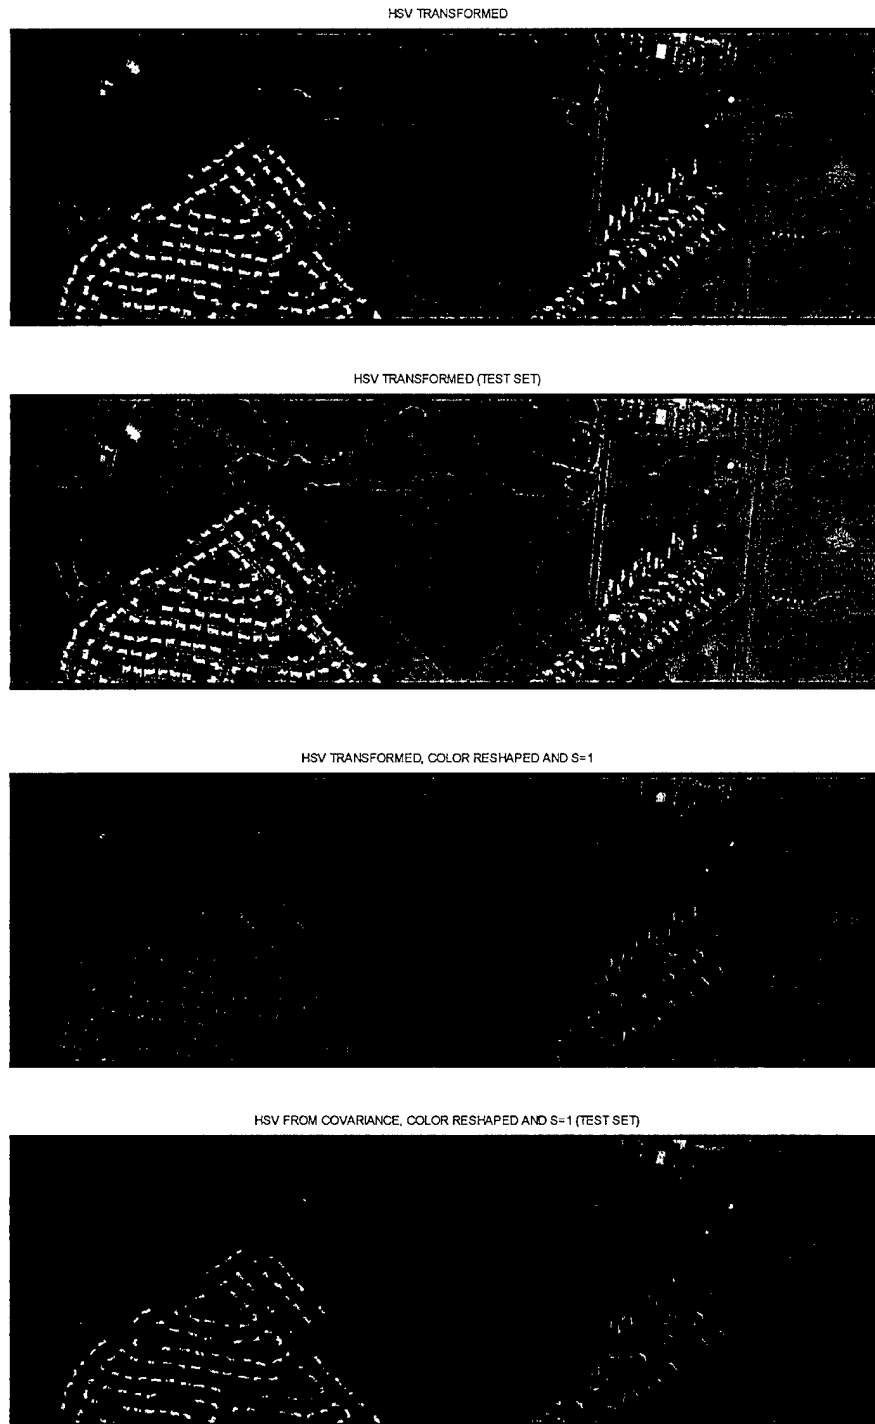 HSV TRANSFORMED
HSV TRANSFORMED (TEST SET)
HSV TRANSFORMED, COLOR RESHAPED AND S=1
HSV FROM COVARIANCE, COLOR RESHAPED AND S=1 (TEST SET)